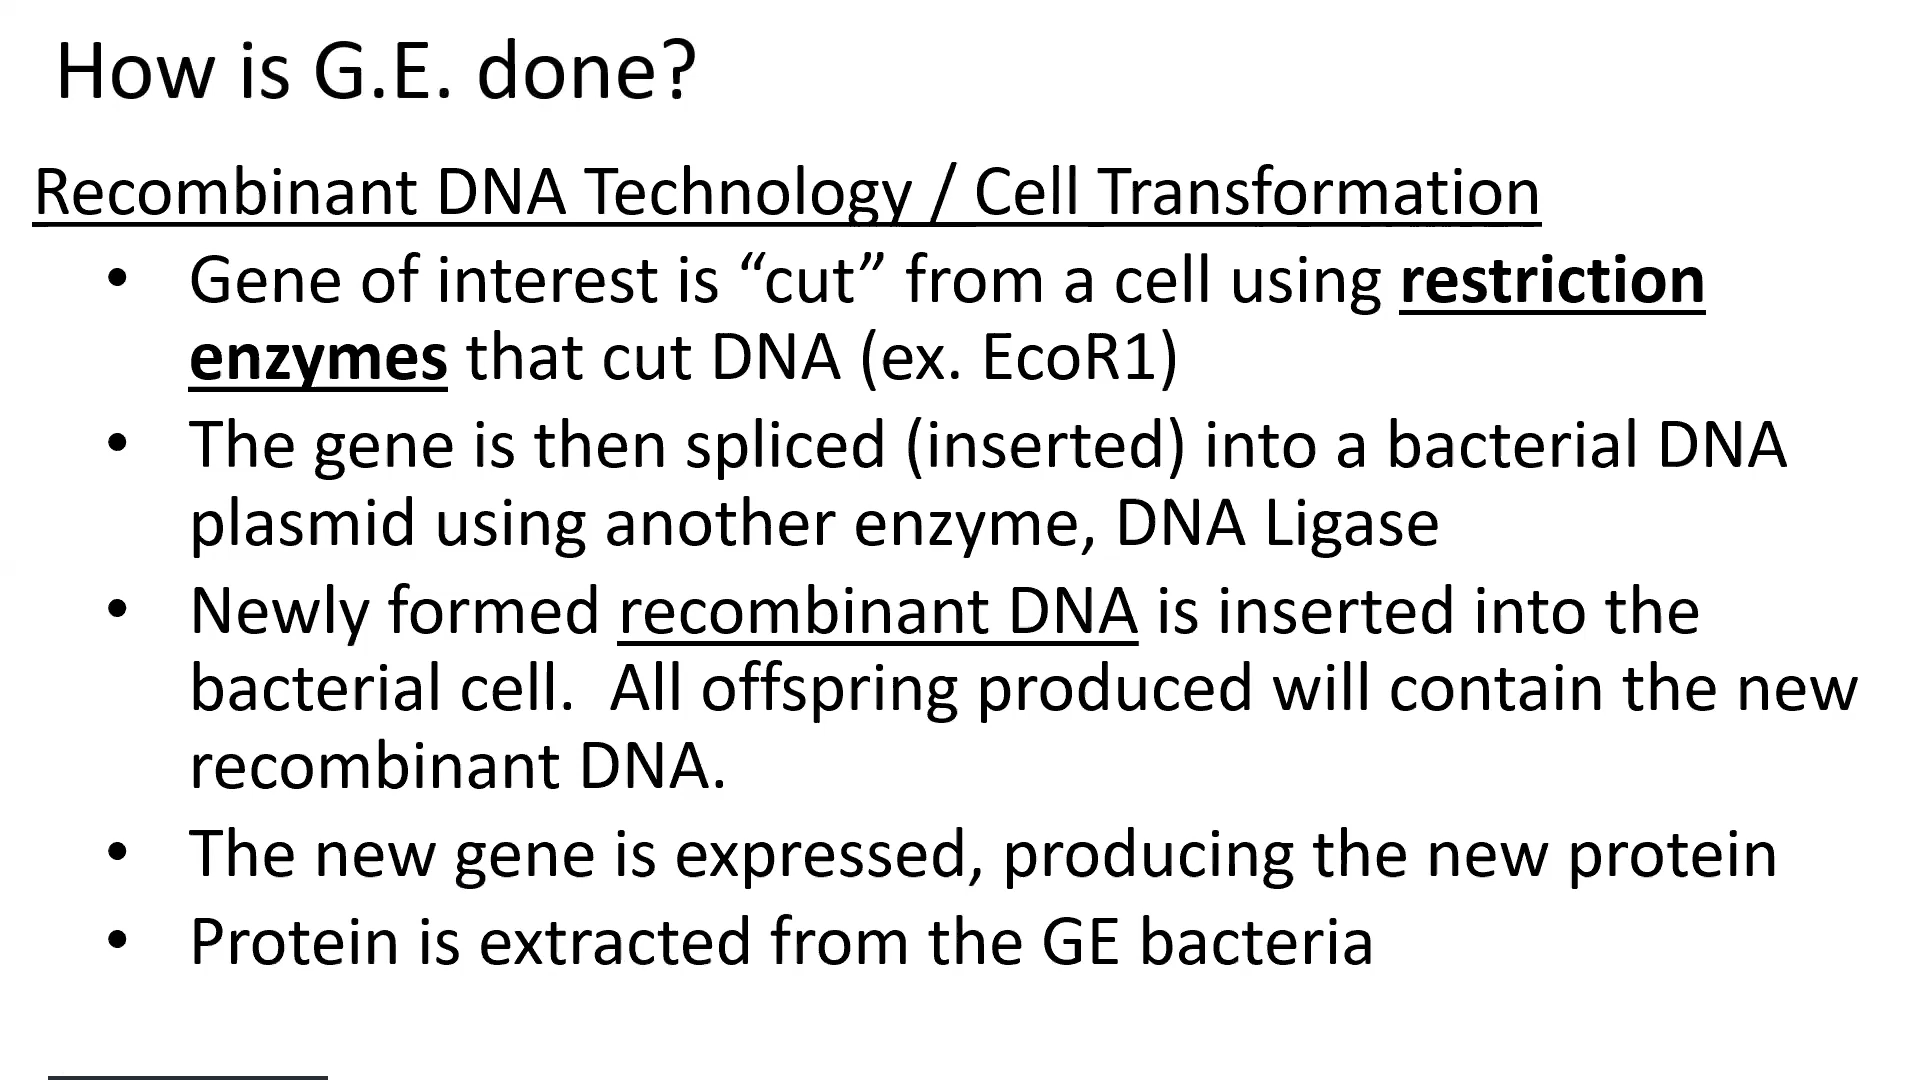 How is G.E. done?
Recombinant DNA Technology / Cell Transformation
• Gene of interest is “cut” from a cell using restriction
enzymes that cut DNA (ex. EcoR1)
• The gene is then spliced (inserted) into a bacterial DNA
plasmid using another enzyme, DNA Ligase
• Newly formed recombinant DNA is inserted into the
bacterial cell.  All offspring produced will contain the new
recombinant DNA.
• The new gene is expressed, producing the new protein
• Protein is extracted from the GE bacteria